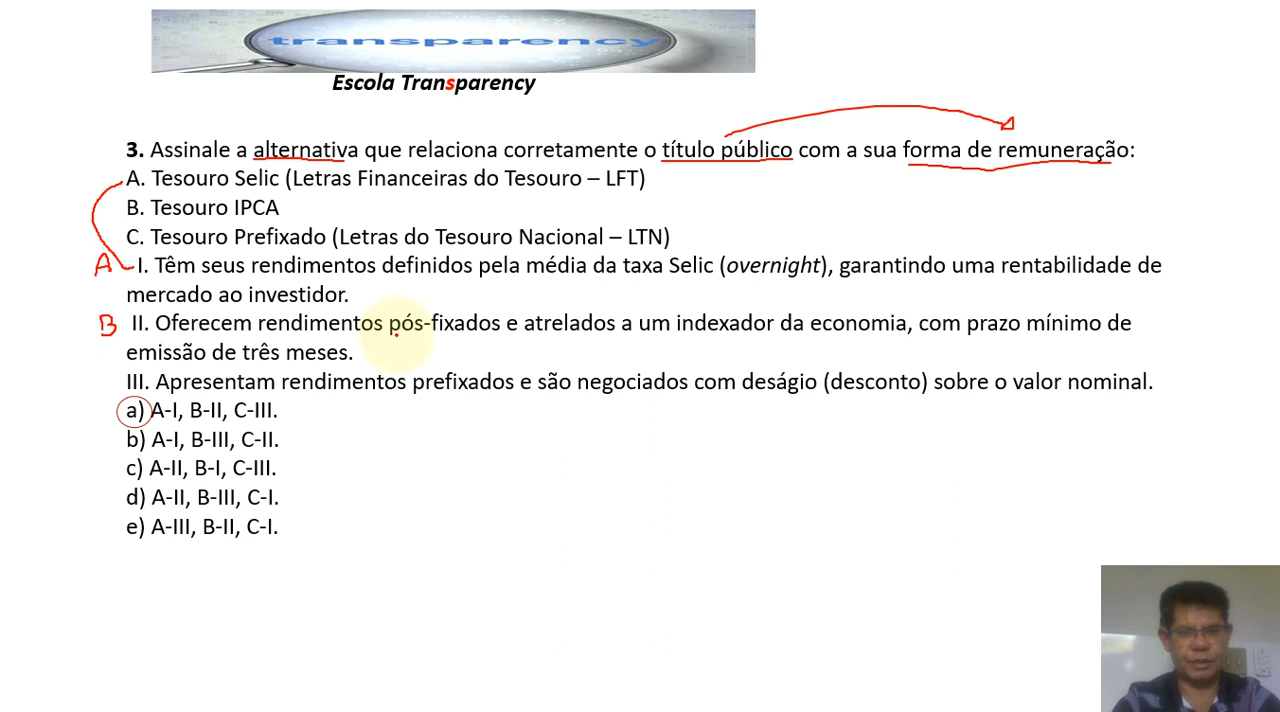 transparency
Escola Transparency
3. Assinale a alternativa que relaciona corretamente o título público com a sua forma de remuneração:
A. Tesouro Selic (Letras Financeiras do Tesouro – LFT)
B. Tesouro IPCA
C. Tesouro Prefixado (Letras do Tesouro Nacional – LTN)
A I. Têm seus rendimentos definidos pela média da taxa Selic (overnight), garantindo uma rentabilidade de
mercado ao investidor.
B II. Oferecem rendimentos pós-fixados e atrelados a um indexador da economia, com prazo mínimo de
emissão de três meses.
III. Apresentam rendimentos prefixados e são negociados com deságio (desconto) sobre o valor nominal.
a) A-I, B-II, C-III.
b) A-I, B-III, C-II.
c) A-II, B-I, C-III.
d) A-II, B-III, C-I.
e) A-III, B-II, C-I.